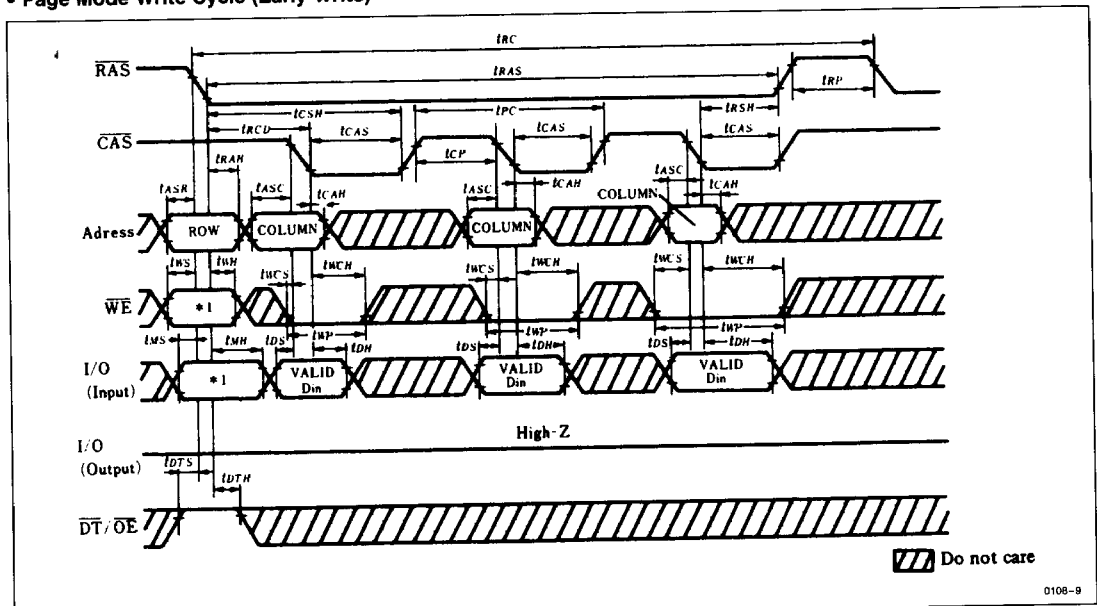 • Page Mode Write Cycle (Early Write)
tRC
RAS
tRAS
tRP
tCSH
tPC
tRSH
tRCD
tCAS
tCAS
tCAS
CAS
tCP
tRAH
tASR
tASC
tCAH
tASC
tCAH
tASC
tCAH
COLUMN
Adress
ROW
COLUMN
COLUMN
tWS
tWH
tWCS
tWCH
tWCS
tWCH
tWCS
tWCH
WE
*1
tWP
tWP
tWP
tMS
tMH
tDS
tDH
tDS
tDH
tDS
tDH
I/O
(Input)
*1
VALID
Din
VALID
Din
VALID
Din
High-Z
I/O
(Output)
tDTS
tDTH
DT/OE
Do not care
0108-9